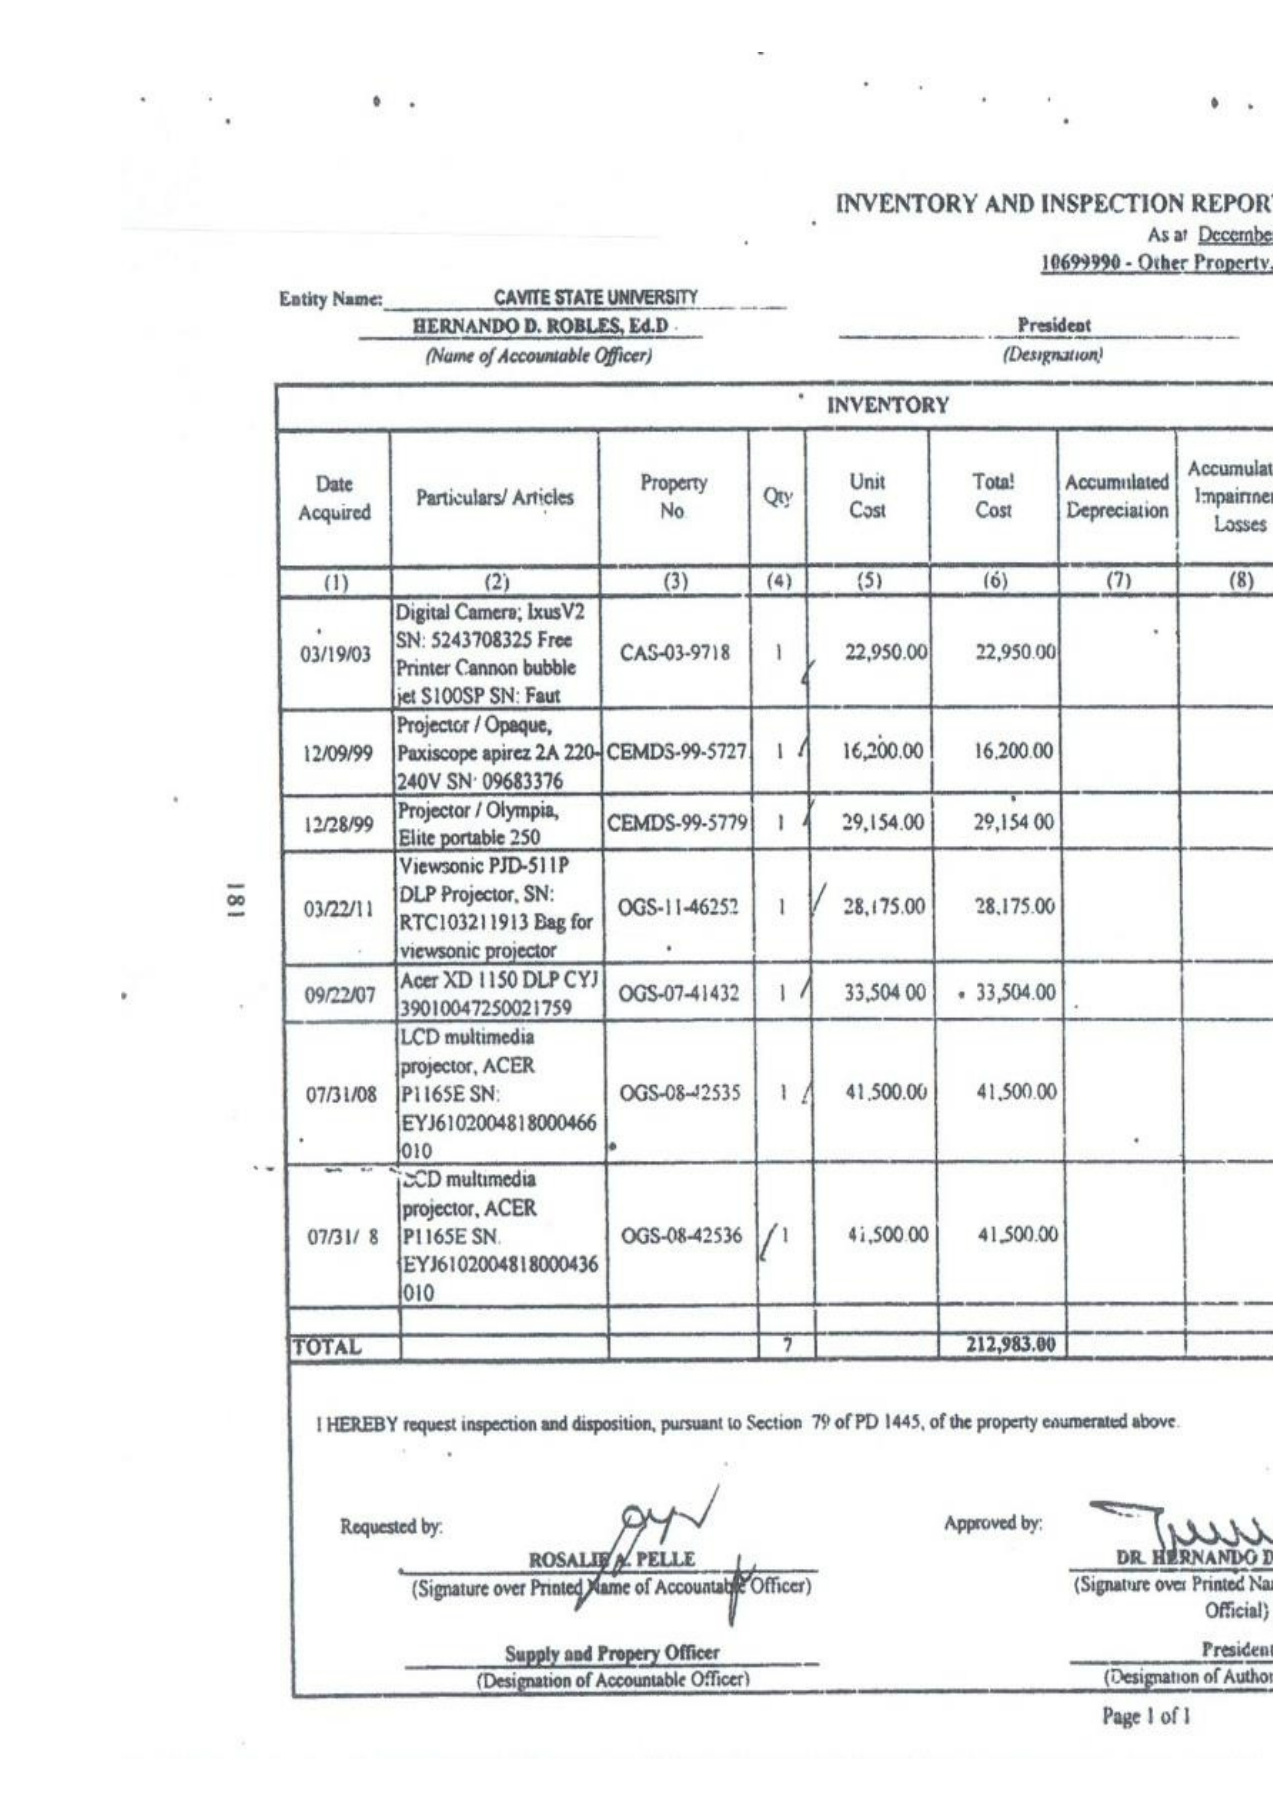 INVENTORY AND INSPECTION REPOR
As at Decembe
10699990 - Other Property,
Entity Name: CAVITE STATE UNIVERSITY
HERNANDO D. ROBLES, Ed.D President
(Name of Accountable Officer) (Designation)
INVENTORY
Date Acquired Particulars/ Articles Property No. Qty Unit Cost Total Cost Accumulated Depreciation Accumulat Impairmen Losses
(1) (2) (3) (4) (5) (6) (7) (8)
Digital Camera; IxusV2
SN: 5243708325 Free
03/19/03 Printer Cannon bubble CAS-03-9718 1 22,950.00 22,950.00
jet S100SP SN: Faut
Projector / Opaque,
12/09/99 Paxiscope apirez 2A 220- CEMDS-99-5727 1 16,200.00 16,200.00
240V SN: 09683376
Projector / Olympia,
12/28/99 Elite portable 250 CEMDS-99-5779 1 29,154.00 29,154 00
Viewsonic PJD-511P
DLP Projector, SN:
03/22/11 RTC103211913 Bag for OGS-11-46252 1 28,175.00 28,175.00
viewsonic projector
181
Acer XD 1150 DLP CYJ
09/22/07 39010047250021759 OGS-07-41432 1 33,504 00 33,504.00
LCD multimedia
projector, ACER
07/31/08 P1165E SN: OGS-08-42535 1 41,500.00 41,500.00
EYJ6102004818000466
010
LCD multimedia
projector, ACER
07/31/ 8 P1165E SN. OGS-08-42536 1 41,500.00 41,500.00
EYJ6102004818000436
010
TOTAL 7 212,983.00
I HEREBY request inspection and disposition, pursuant to Section 79 of PD 1445, of the property enumerated above.
Requested by: Approved by:
ROSALIE A. PELLE DR. HERNANDO D
(Signature over Printed Name of Accountable Officer) (Signature over Printed Na
Official)
Supply and Propery Officer President
(Designation of Accountable Officer) (Designation of Author
Page 1 of 1